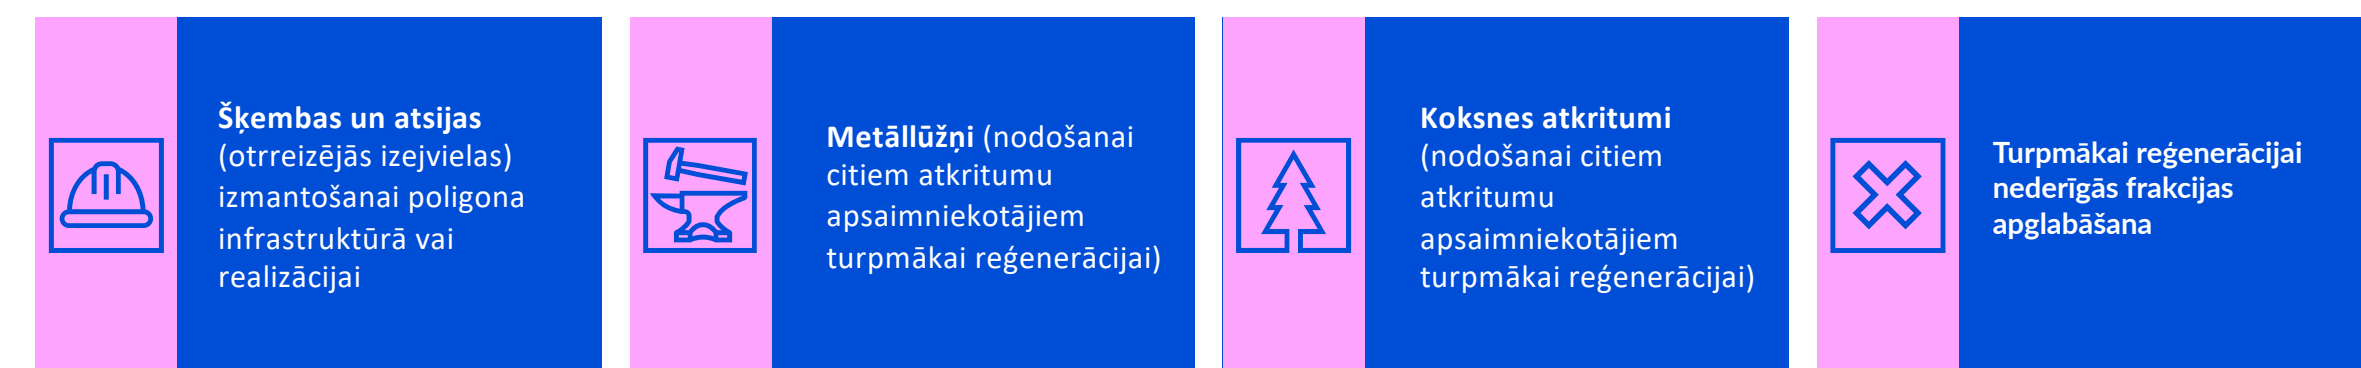 Šķembas un atsijas
(otrreizējās izejvielas)
izmantošanai poligona
infrastruktūrā vai
realizācijai
Metāllūžņi (nodošanai
citiem atkritumu
apsaimniekotājiem
turpmākai reģenerācijai)
Koksnes atkritumi
(nodošanai citiem
atkritumu
apsaimniekotājiem
turpmākai reģenerācijai)
Turpmākai reģenerācijai
nederīgās frakcijas
apglabāšana